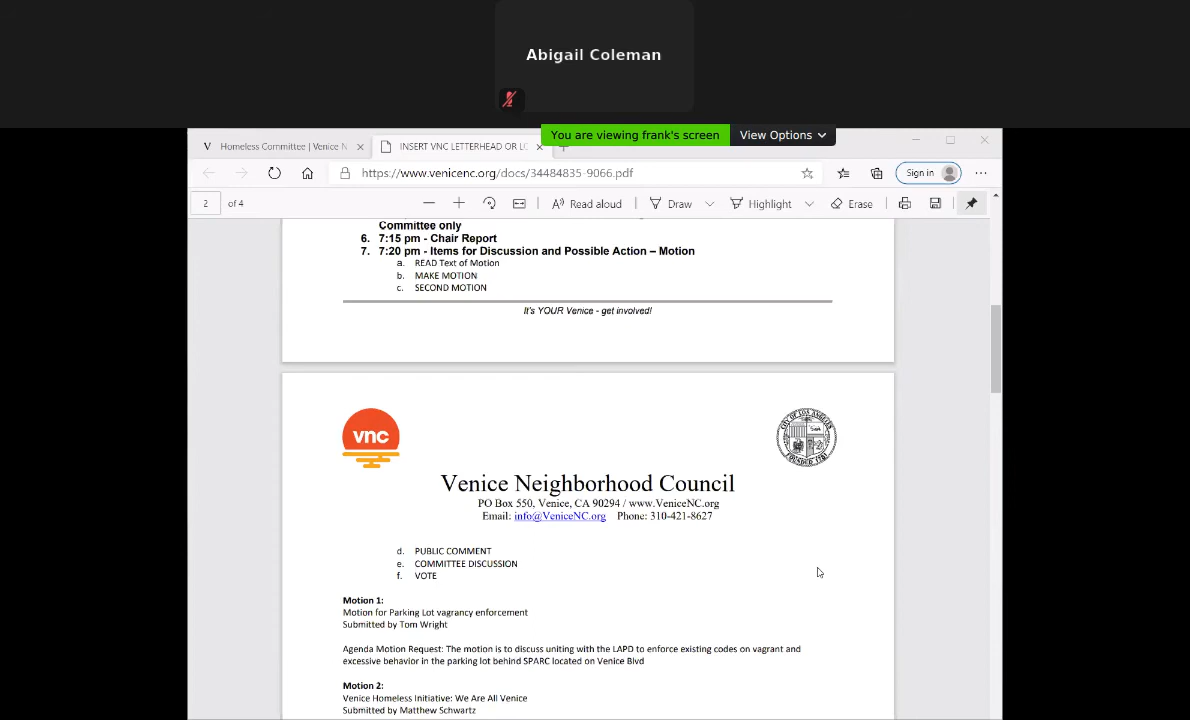 Abigail Coleman
You are viewing frank's screen
View Options
V Homeless Committee | Venice N
INSERT VNC LETTERHEAD OR LO
https://www.venicenc.org/docs/34484835-9066.pdf
Sign in
2 of 4
Read aloud
Draw
Highlight
Erase
Committee only
6. 7:15 pm - Chair Report
7. 7:20 pm - Items for Discussion and Possible Action – Motion
a. READ Text of Motion
b. MAKE MOTION
c. SECOND MOTION
It's YOUR Venice - get involved!
vnc
CITY OF LOS ANGELES
FOUNDED 1781
Venice Neighborhood Council
PO Box 550, Venice, CA 90294 / www.VeniceNC.org
Email: info@VeniceNC.org Phone: 310-421-8627
d. PUBLIC COMMENT
e. COMMITTEE DISCUSSION
f. VOTE
Motion 1:
Motion for Parking Lot vagrancy enforcement
Submitted by Tom Wright
Agenda Motion Request: The motion is to discuss uniting with the LAPD to enforce existing codes on vagrant and
excessive behavior in the parking lot behind SPARC located on Venice Blvd
Motion 2:
Venice Homeless Initiative: We Are All Venice
Submitted by Matthew Schwartz